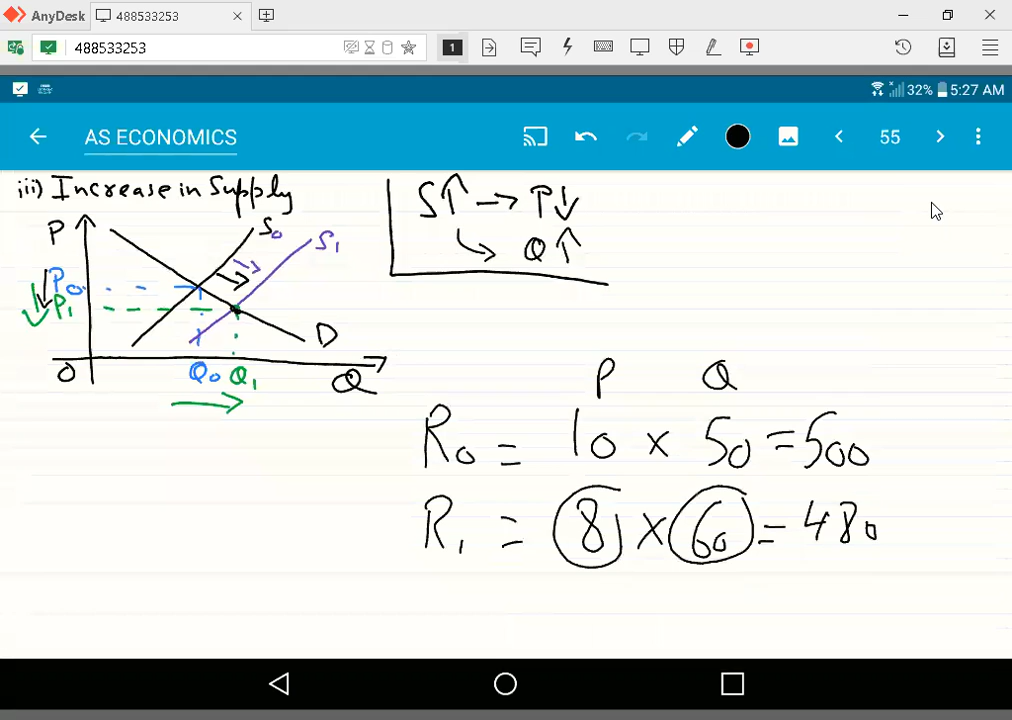 AnyDesk 488533253
488533253 1
32% 5:27 AM
AS ECONOMICS 55
iii) Increase in Supply
S↑ → P↓
↳ Q↑
P
S₀
S₁
P₀
P₁
D
O Q₀ Q₁ Q
P Q
R₀ = 10 x 50 = 500
R₁ = 8 x 60 = 480